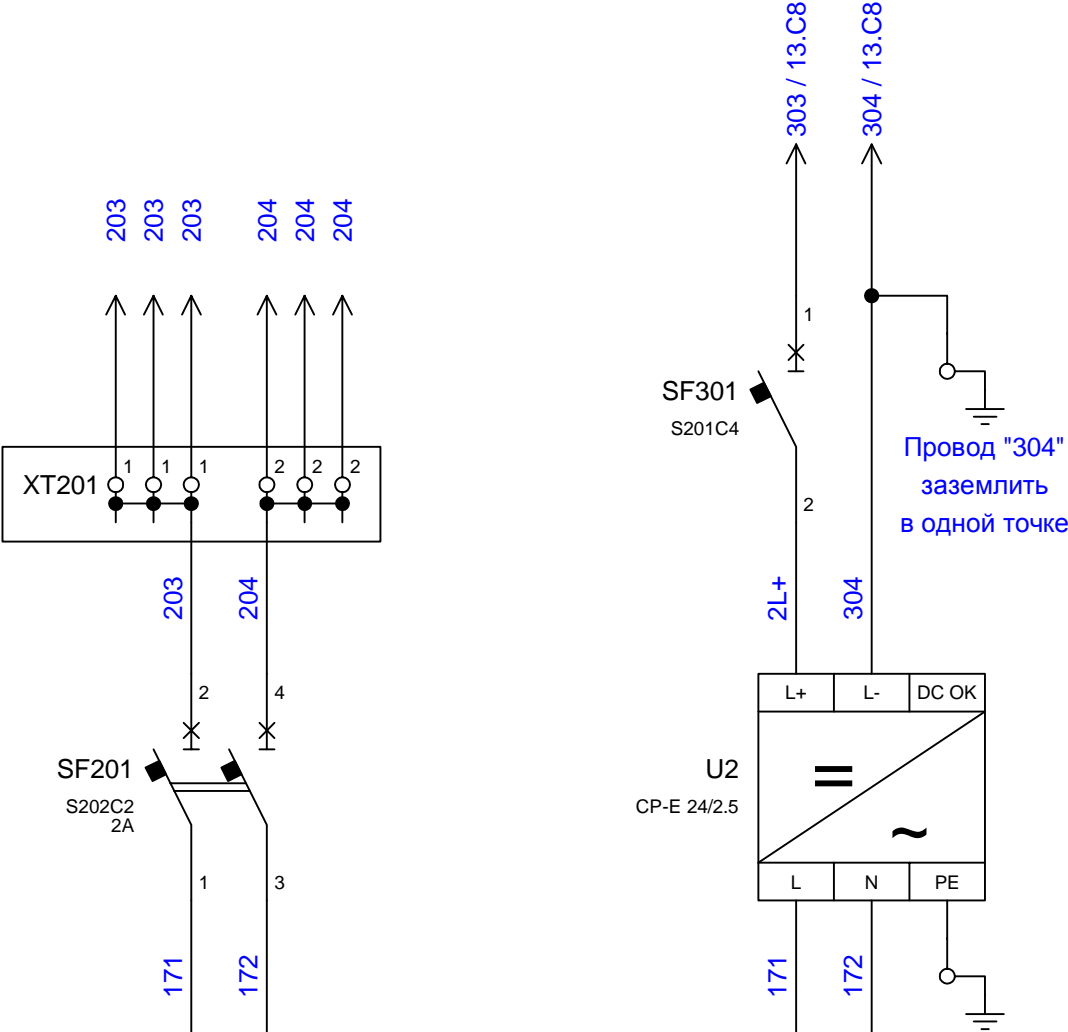 303 / 13.C8
304 / 13.C8
203
203
203
204
204
204
1
SF301
S201C4
XT201
1
1
1
2
2
2
Провод "304"
заземлить
в одной точке
2
203
204
2L+
304
2
4
L+
L-
DC OK
SF201
S202C2
2A
U2
CP-E 24/2.5
=
~
1
3
L
N
PE
171
172
171
172